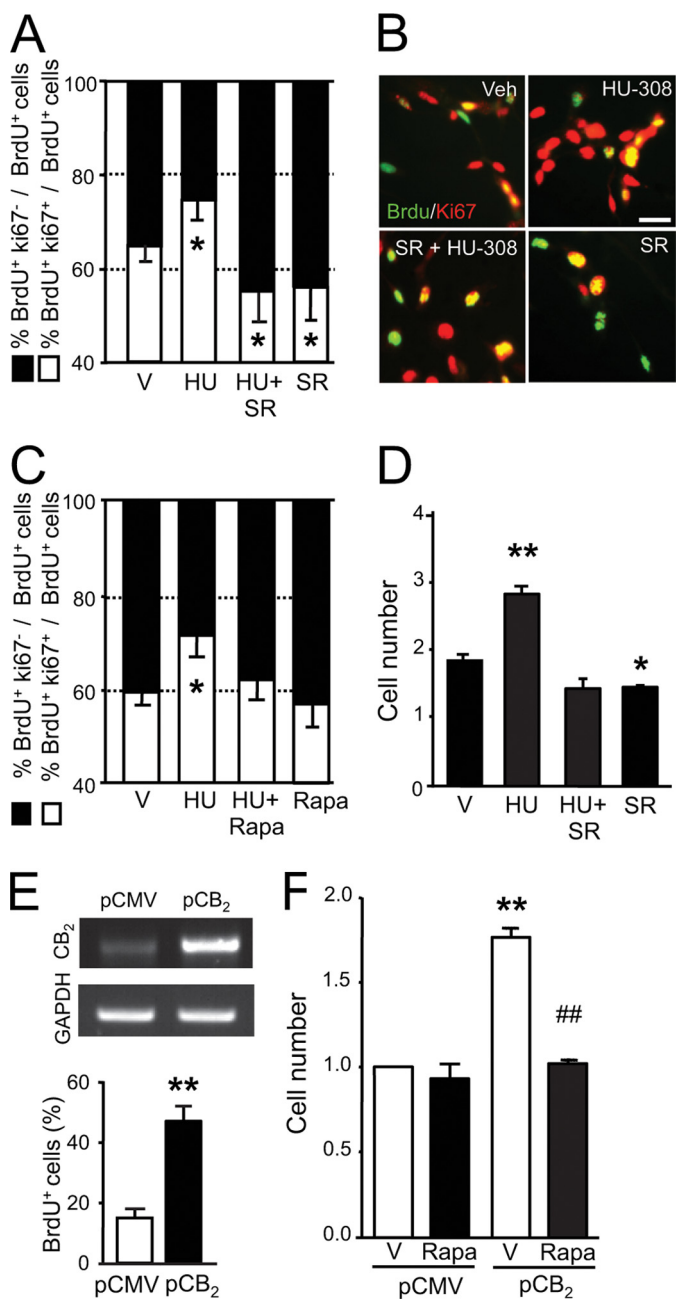 A
% BrdU⁺ ki67⁻ / BrdU⁺ cells
% BrdU⁺ ki67⁺ / BrdU⁺ cells
100
80
60
40
V HU HU+ SR
SR
*
*
*
B
Veh
HU-308
Brdu/Ki67
SR + HU-308
SR
C
% BrdU⁺ ki67⁻ / BrdU⁺ cells
% BrdU⁺ ki67⁺ / BrdU⁺ cells
100
80
60
40
*
V HU HU+ Rapa
Rapa
D
Cell number
4
3
2
1
0
**
*
V HU HU+ SR
SR
E
pCMV pCB₂
CB₂
GAPDH
BrdU⁺ cells (%)
60
40
20
0
**
pCMV pCB₂
F
Cell number
2.0
1.5
1.0
0.5
0.0
**
##
V Rapa V Rapa
pCMV pCB₂